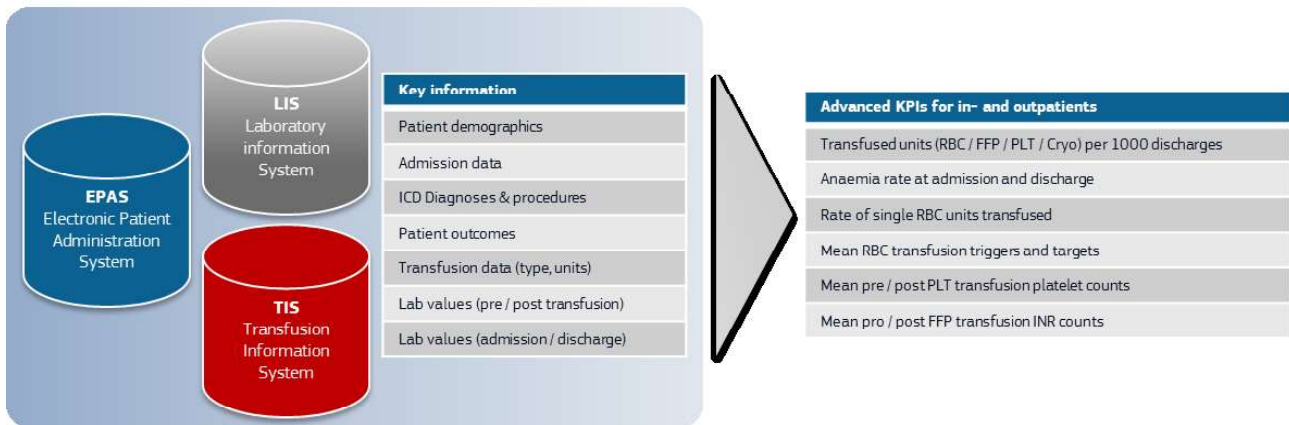 LIS
Laboratory
information
System
EPAS
Electronic Patient
Administration
System
TIS
Transfusion
Information
System
Key information
Patient demographics
Admission data
ICD Diagnoses & procedures
Patient outcomes
Transfusion data (type, units)
Lab values (pre / post transfusion)
Lab values (admission / discharge)
Advanced KPIs for in- and outpatients
Transfused units (RBC / FFP / PLT / Cryo) per 1000 discharges
Anaemia rate at admission and discharge
Rate of single RBC units transfused
Mean RBC transfusion triggers and targets
Mean pre / post PLT transfusion platelet counts
Mean pro / post FFP transfusion INR counts